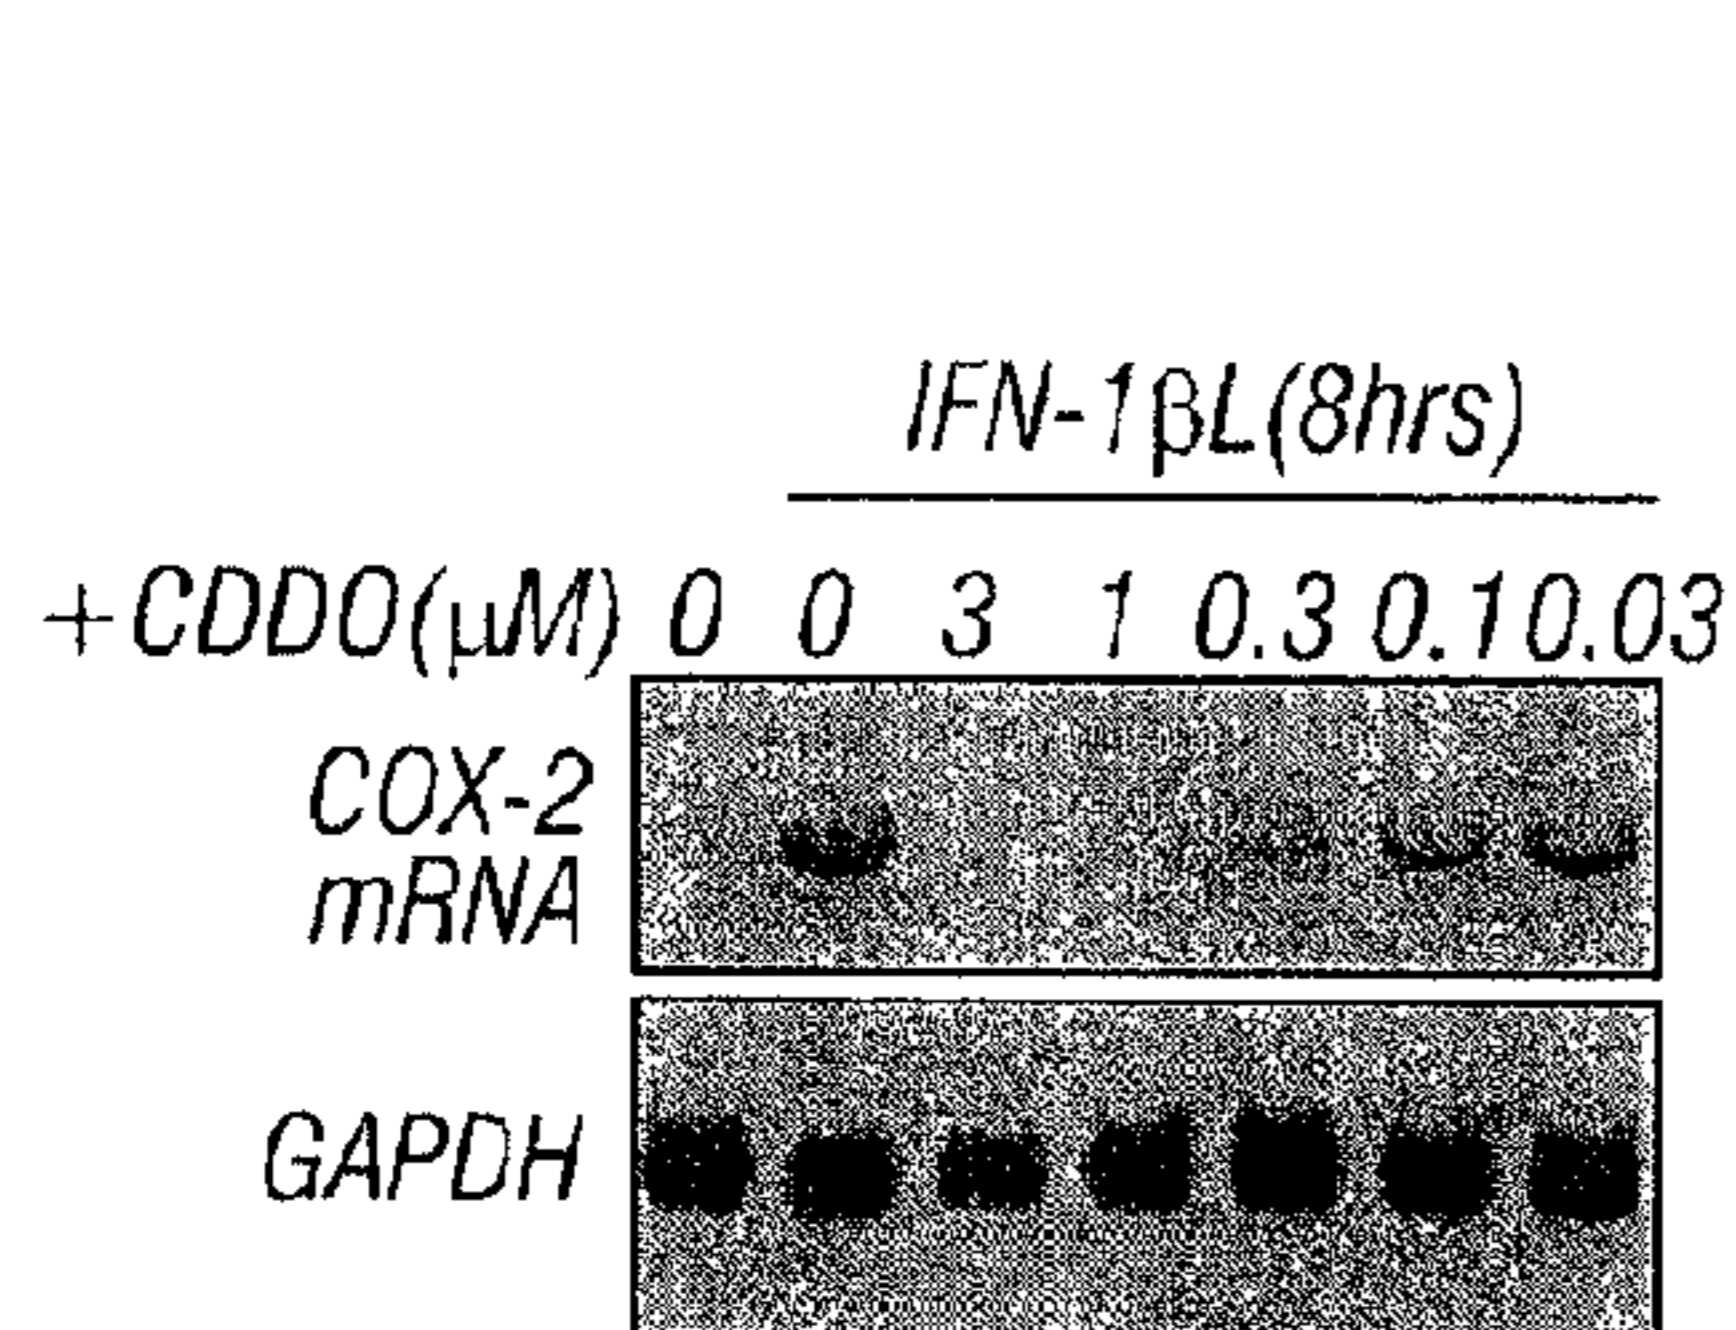 IFN-1βL(8hrs)
+CDDO(μM) 0 0 3 1 0.3 0.1 0.03
COX-2
mRNA
GAPDH